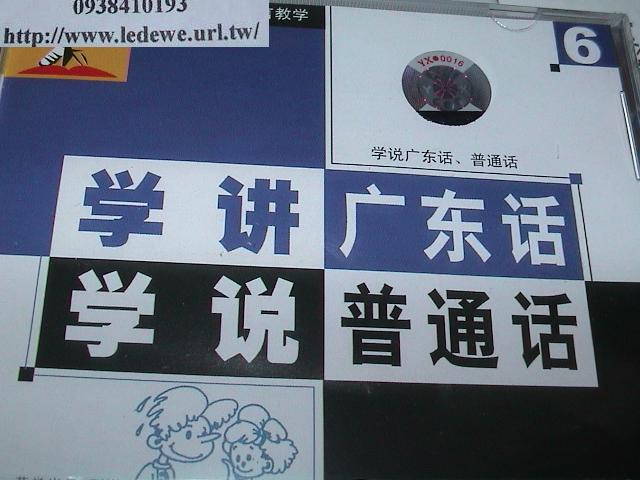 0938410193
http://www.ledewe.url.tw/
教学
6
YX●0016
学说广东话、普通话
学讲广东话
学说普通话